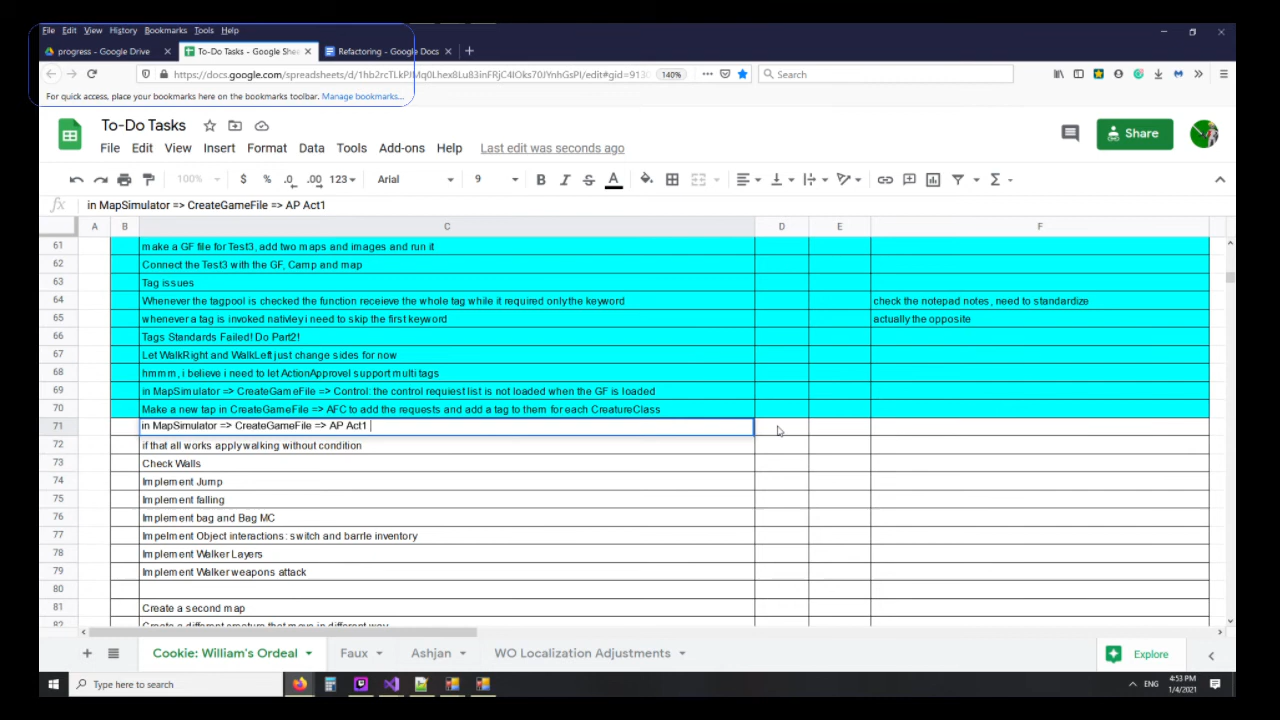 File Edit View History Bookmarks Tools Help
progress - Google Drive
To-Do Tasks - Google Shee
Refactoring - Google Docs
140%
Search
For quick access, place your bookmarks here on the bookmarks toolbar. Manage bookmarks...
To-Do Tasks
Share
File Edit View Insert Format Data Tools Add-ons Help Last edit was seconds ago
100% $ % .0 .00 123 Arial 9 B I S A
fx in MapSimulator => CreateGameFile => AP Act1
A B C D E F
61 make a GF file for Test3, add two maps and images and run it
62 Connect the Test3 with the GF, Camp and map
63 Tag issues
64 Whenever the tagpool is checked the function receieve the whole tag while it required only the keyword check the notepad notes, need to standardize
65 whenever a tag is invoked nativley i need to skip the first keyword actually the opposite
66 Tags Standards Failed! Do Part2!
67 Let WalkRight and WalkLeft just change sides for now
68 hmmm, i believe i need to let ActionApprovel support multi tags
69 in MapSimulator => CreateGameFile => Control: the control requiest list is not loaded when the GF is loaded
70 Make a new tap in CreateGameFile => AFC to add the requests and add a tag to them for each CreatureClass
71 in MapSimulator => CreateGameFile => AP Act1
72 if that all works apply walking without condition
73 Check Walls
74 Implement Jump
75 Implement falling
76 Implement bag and Bag MC
77 Impelment Object interactions: switch and barrle inventory
78 Implement Walker Layers
79 Implement Walker weapons attack
80
81 Create a second map
82 Create a different creature that move in different way
Cookie: William's Ordeal Faux Ashjan WO Localization Adjustments Explore
Type here to search
ENG
4:53 PM
1/4/2021